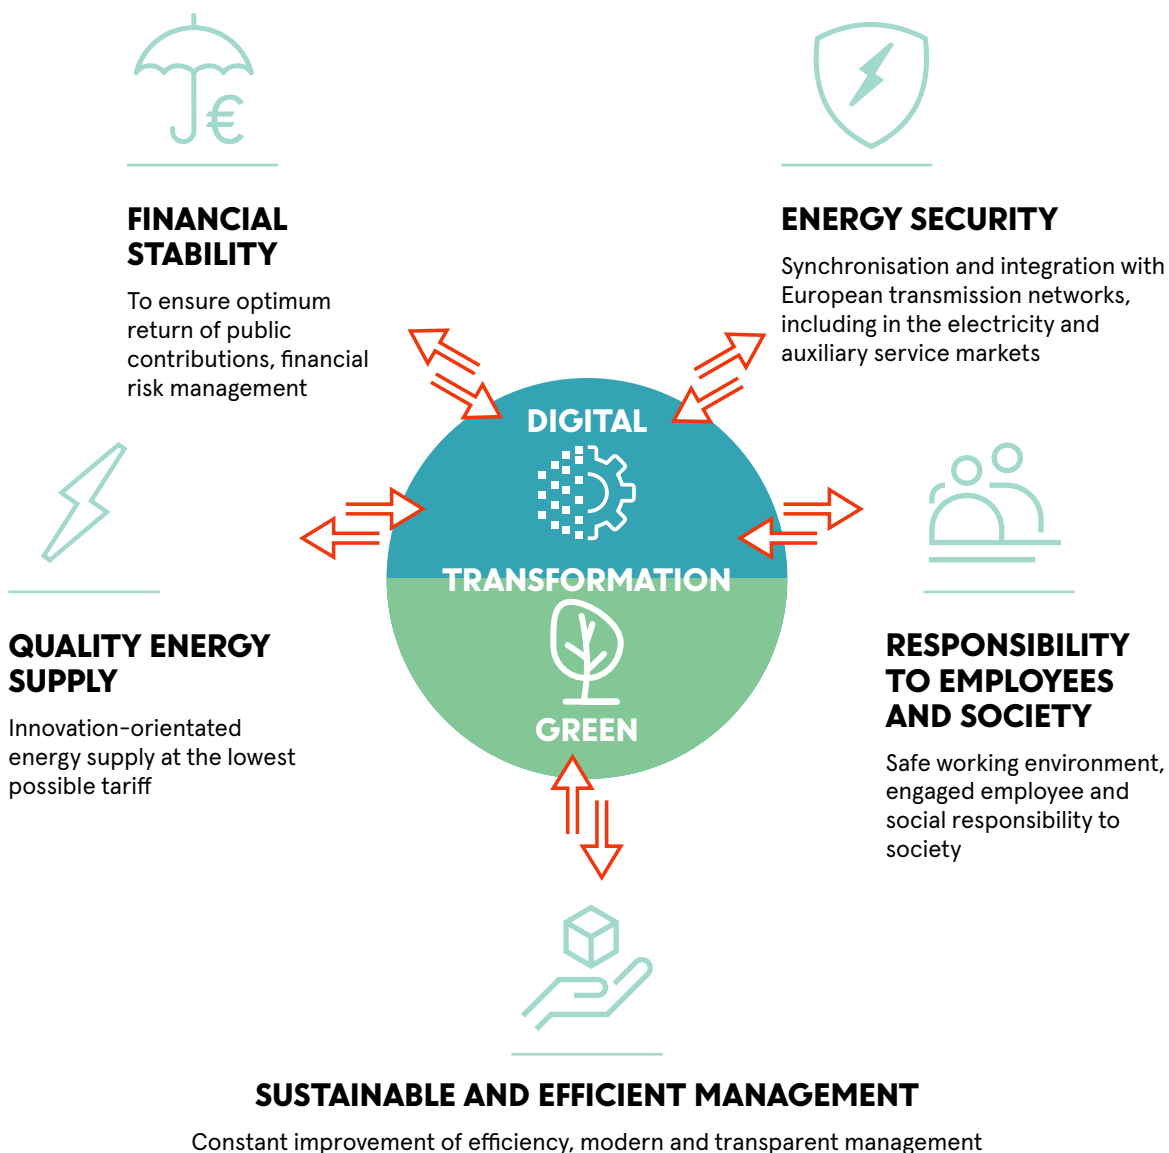 FINANCIAL
STABILITY
To ensure optimum
return of public
contributions, financial
risk management
ENERGY SECURITY
Synchronisation and integration with
European transmission networks,
including in the electricity and
auxiliary service markets
DIGITAL
TRANSFORMATION
GREEN
QUALITY ENERGY
SUPPLY
Innovation-orientated
energy supply at the lowest
possible tariff
RESPONSIBILITY
TO EMPLOYEES
AND SOCIETY
Safe working environment,
engaged employee and
social responsibility to
society
SUSTAINABLE AND EFFICIENT MANAGEMENT
Constant improvement of efficiency, modern and transparent management